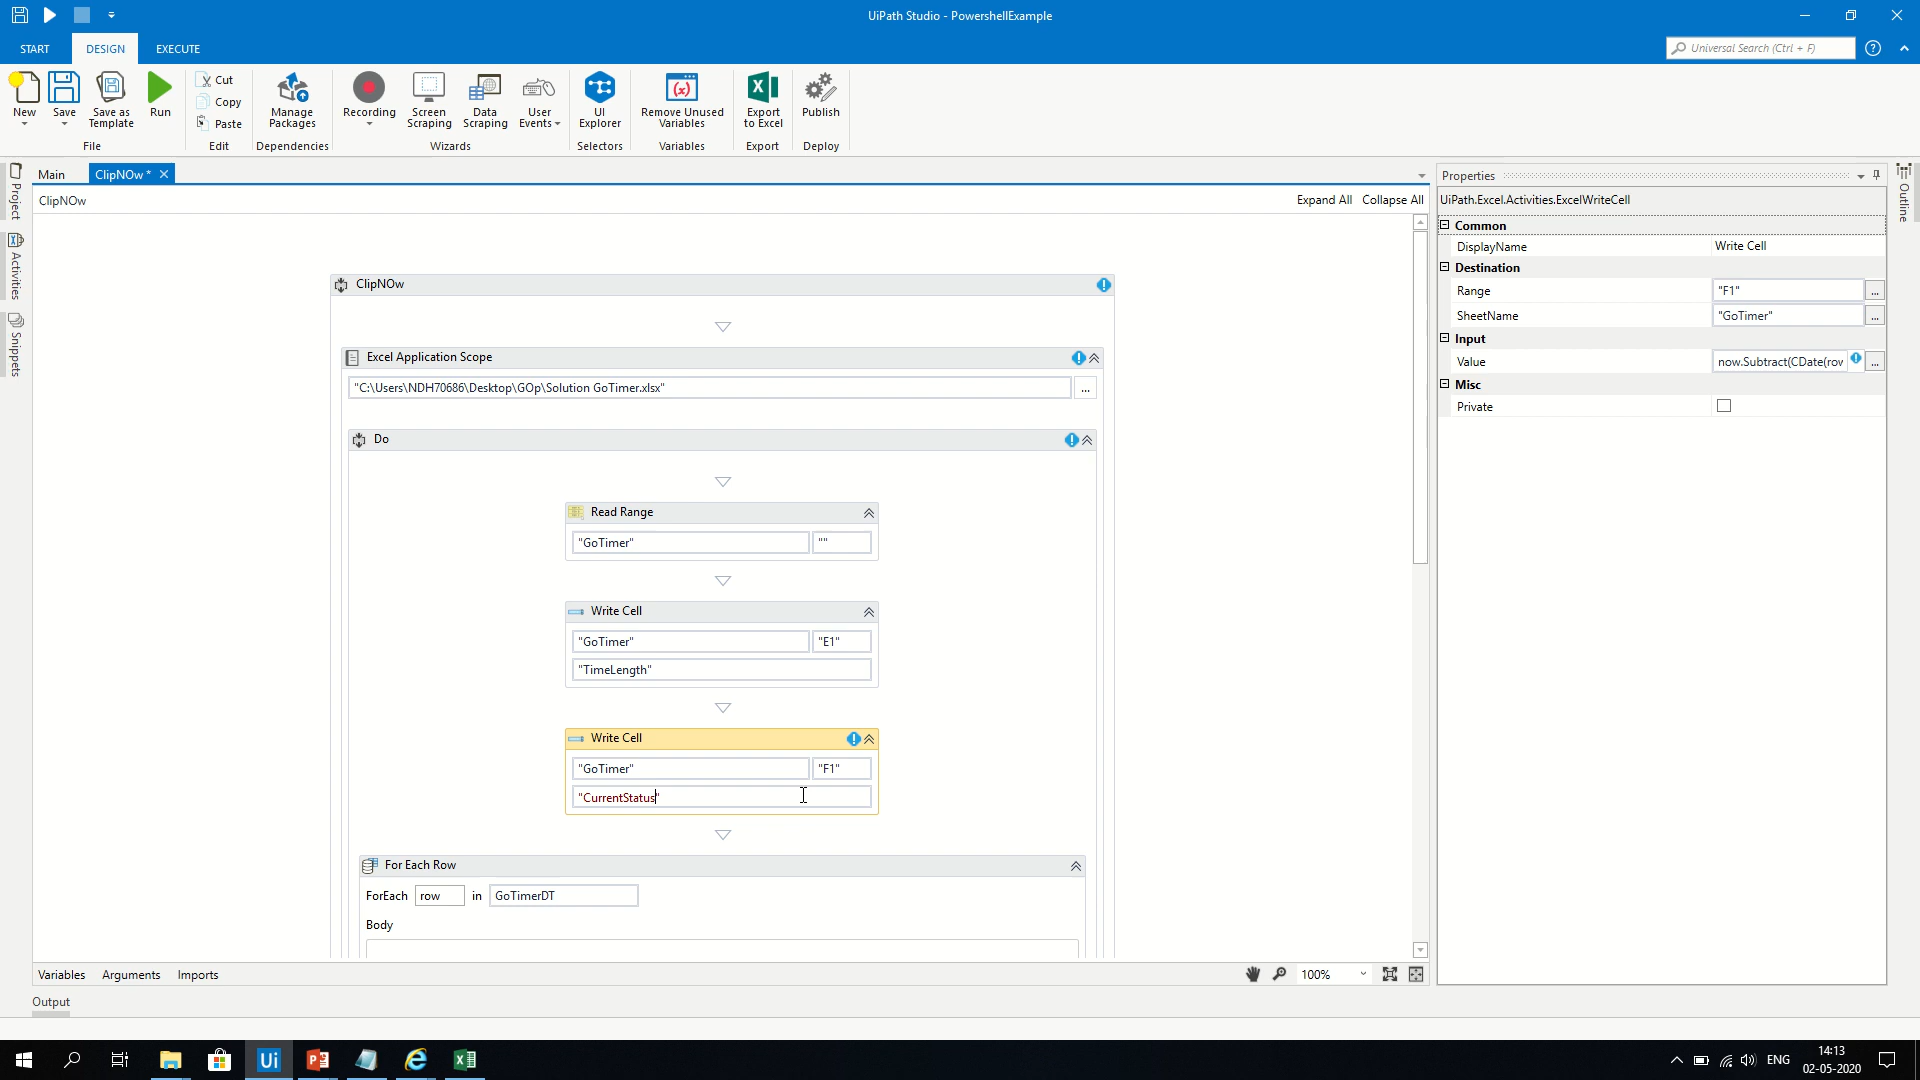 UiPath Studio - PowershellExample
START DESIGN EXECUTE
Universal Search (Ctrl + F)
New
Save
Save as Template
Run
Cut
Copy
Paste
Manage Packages
Recording
Screen Scraping
Data Scraping
User Events
UI Explorer
Remove Unused Variables
Export to Excel
Publish
File Edit Dependencies Wizards Selectors Variables Export Deploy
Project
Activities
Snippets
Main ClipNOw *
ClipNOw
Expand All Collapse All
ClipNOw
Excel Application Scope
"C:\Users\NDH70686\Desktop\GOp\Solution GoTimer.xlsx"
...
Do
Read Range
"GoTimer" ""
Write Cell
"GoTimer" "E1"
"TimeLength"
Write Cell
"GoTimer" "F1"
"CurrentStatus"
For Each Row
ForEach row in GoTimerDT
Body
Properties
UiPath.Excel.Activities.ExcelWriteCell
Common
DisplayName Write Cell
Destination
Range "F1" ...
SheetName "GoTimer" ...
Input
Value now.Subtract(CDate(row ...
Misc
Private
Outline
Variables Arguments Imports
100%
Output
Ui
ENG
14:13
02-05-2020